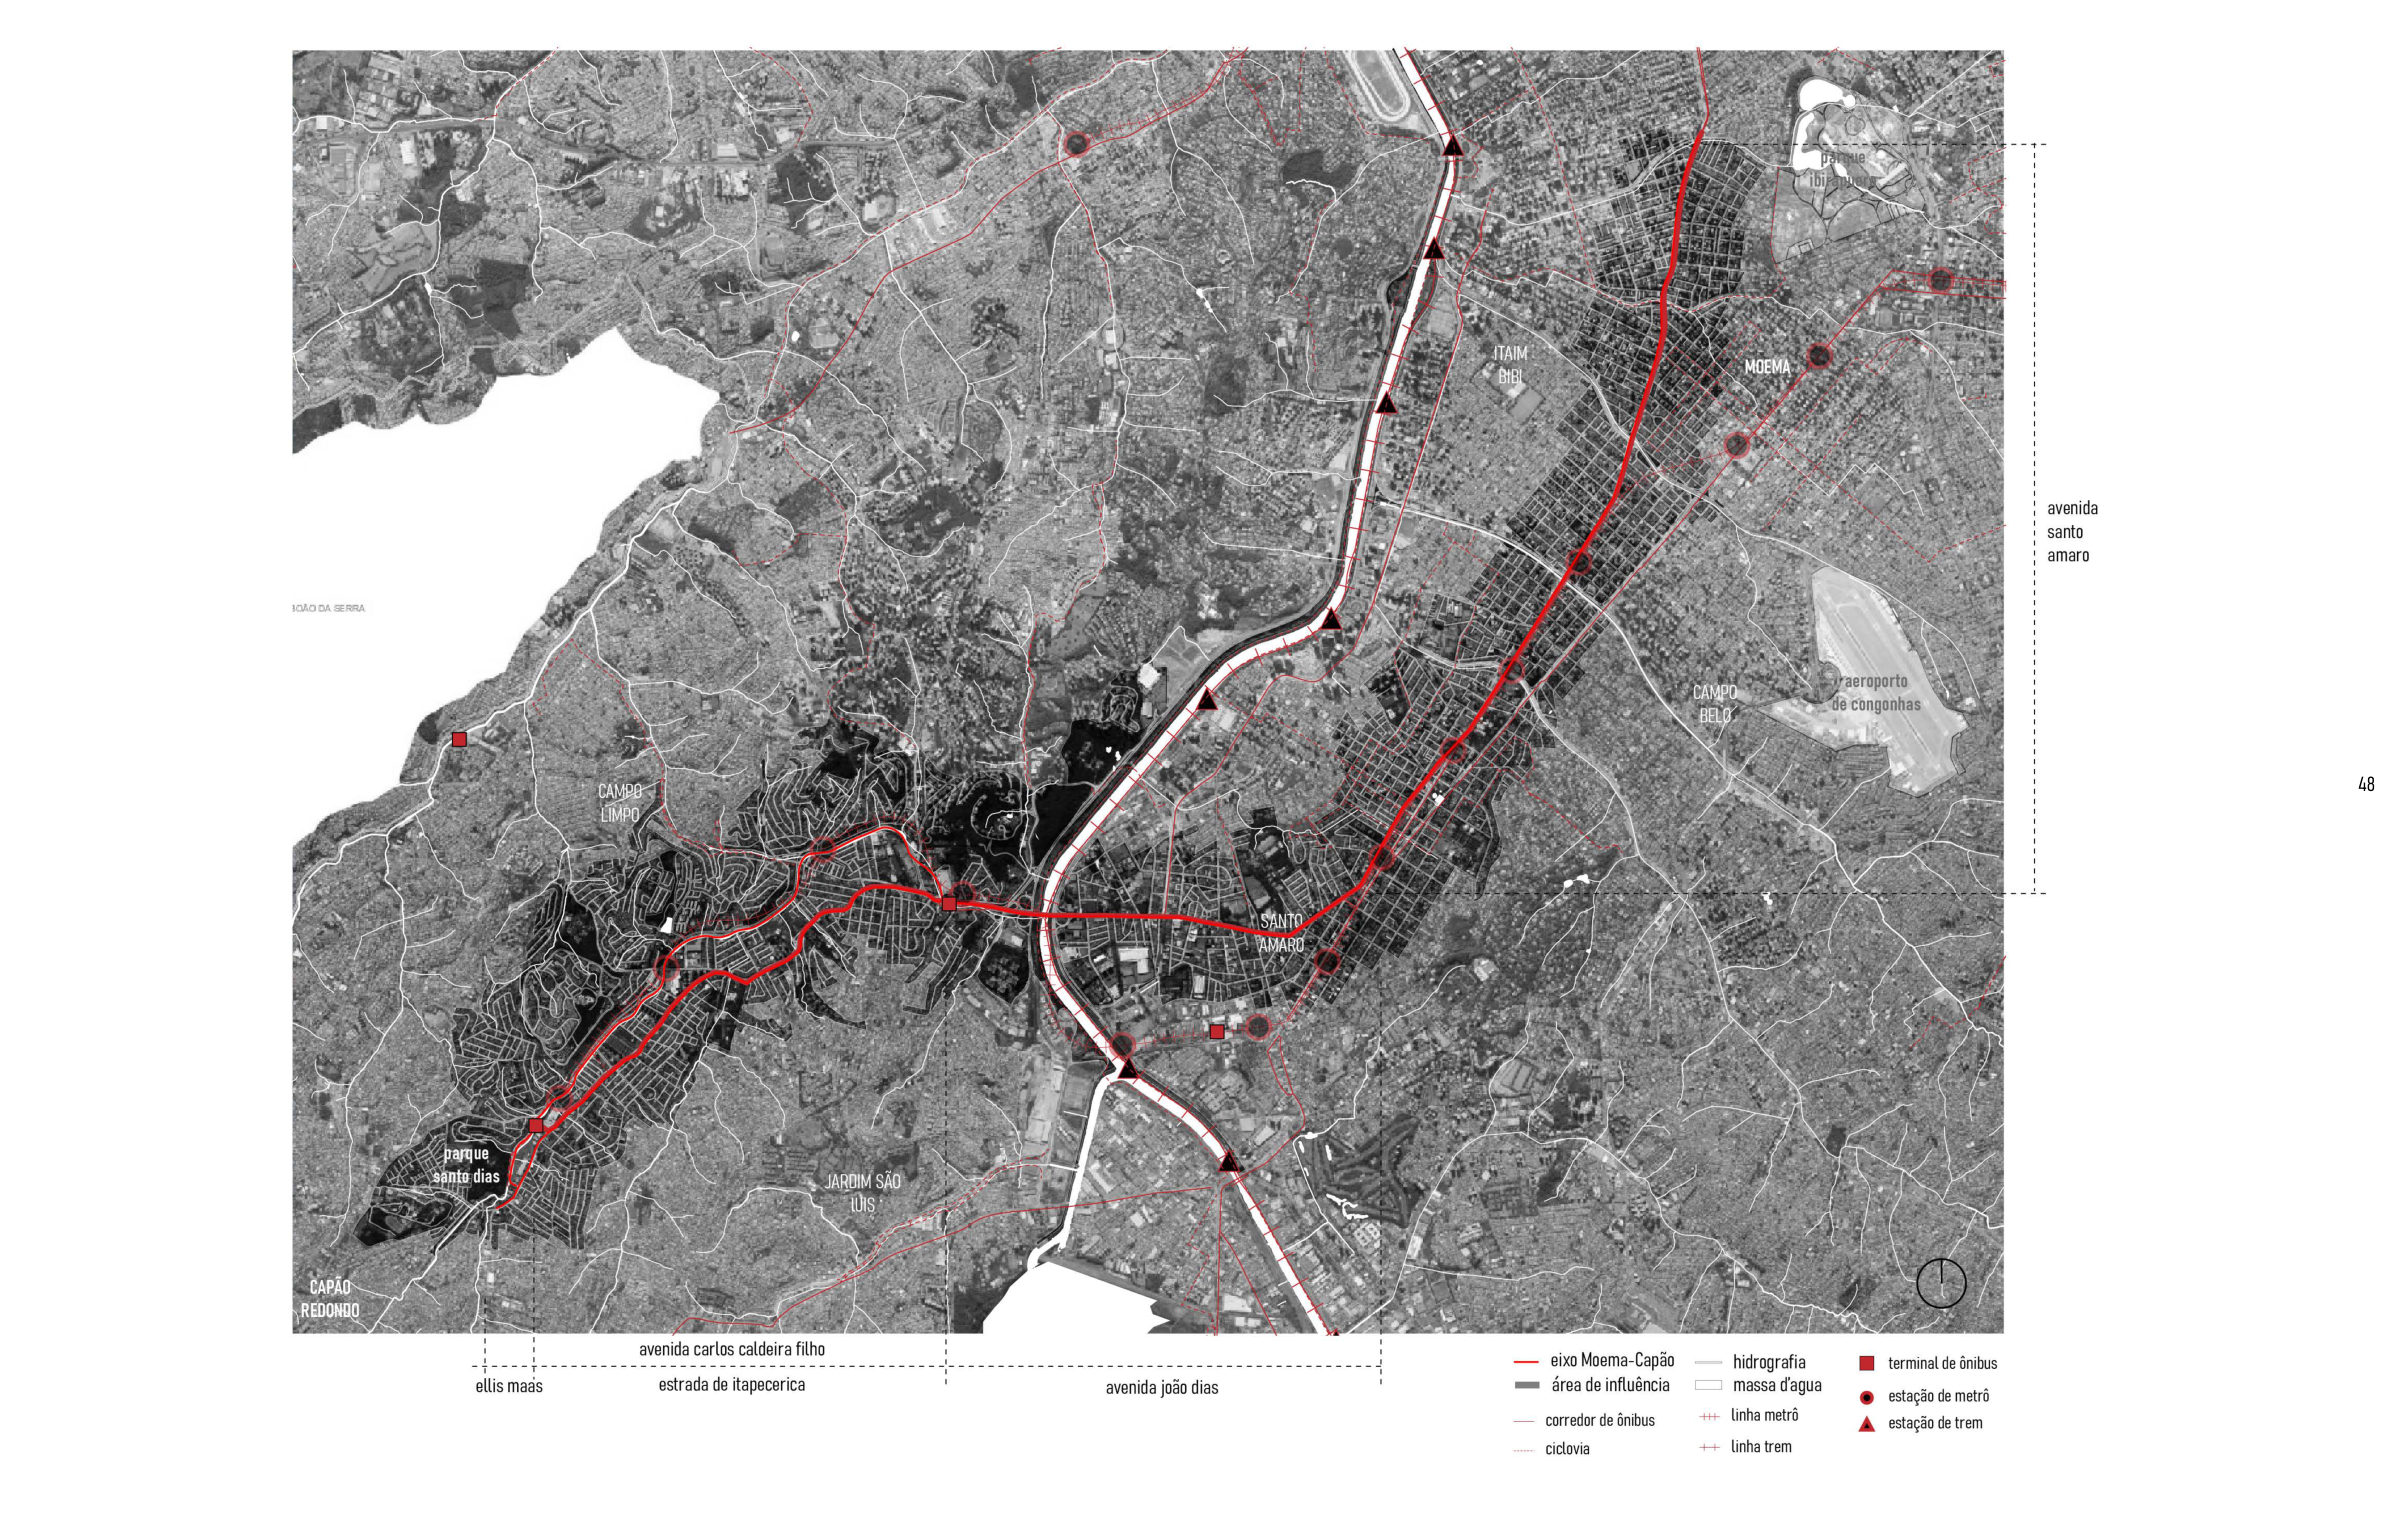 parque
ibirapuera
ITAIM
BIBI
MOEMA
avenida
santo
amaro
DA SERRA
aeroporto
de congonhas
CAMPO
BELO
48
CAMPO
LIMPO
SANTO
AMARO
parque
santo dias
JARDIM SÃO
LUIS
CAPÃO
REDONDO
avenida carlos caldeira filho
ellis maas
estrada de itapecerica
avenida joão dias
eixo Moema-Capão
área de influência
corredor de ônibus
ciclovia
hidrografia
massa d'agua
linha metrô
linha trem
terminal de ônibus
estação de metrô
estação de trem